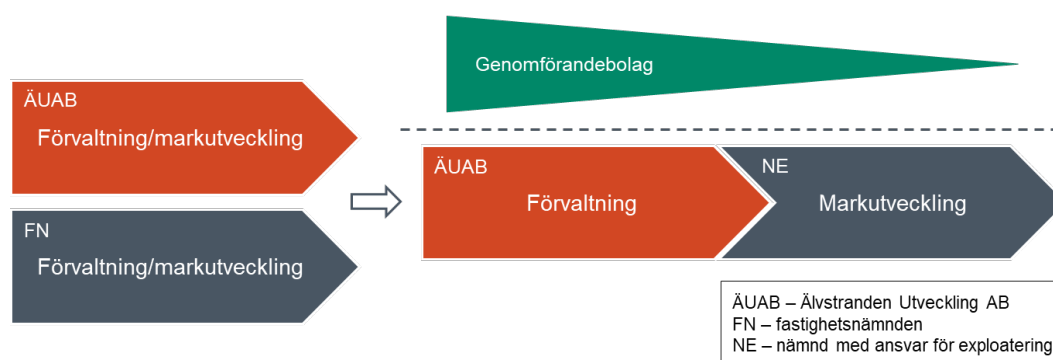 Genomförandebolag
ÄUAB
Förvaltning/markutveckling
FN
Förvaltning/markutveckling
ÄUAB
Förvaltning
NE
Markutveckling
ÄUAB – Älvstranden Utveckling AB
FN – fastighetsnämnden
NE – nämnd med ansvar för exploatering